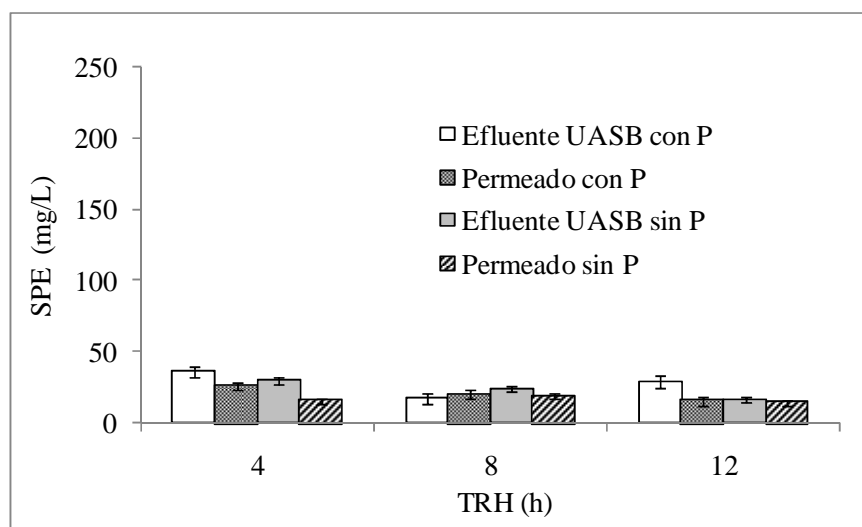 250
200
150
100
50
0
SPE (mg/L)
Efluente UASB con P
Permeado con P
Efluente UASB sin P
Permeado sin P
4 8 12
TRH (h)